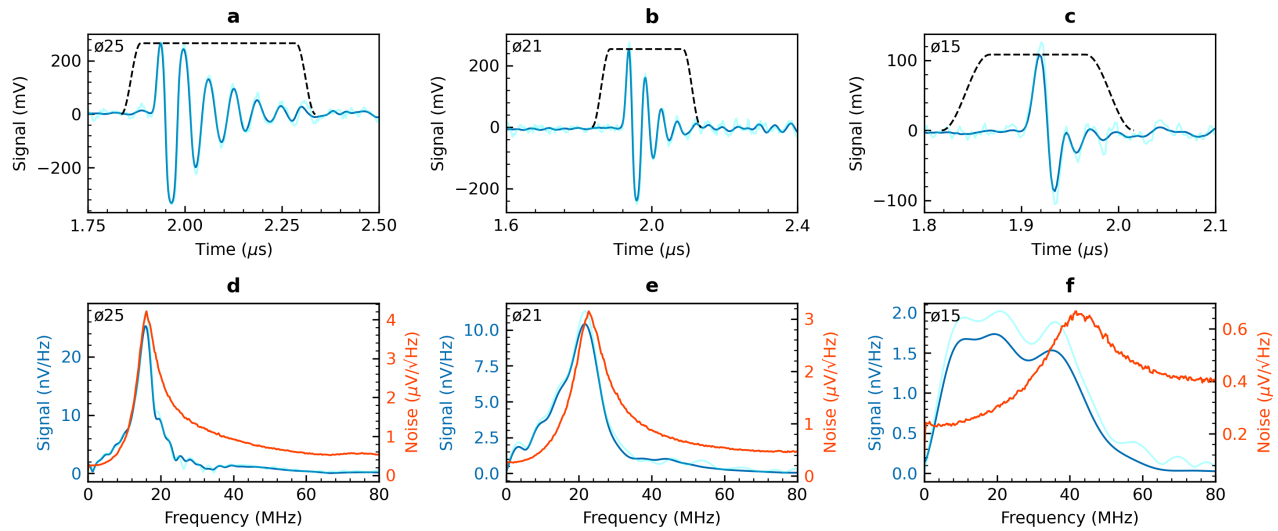 a
b
c
ø25
ø21
ø15
200
0
−200
Signal (mV)
1.75
2.00
2.25
2.50
Time (μs)
200
0
−200
Signal (mV)
1.6
2.0
2.4
Time (μs)
100
0
−100
Signal (mV)
1.8
1.9
2.0
2.1
Time (μs)
d
e
f
ø25
ø21
ø15
20
10
0
Signal (nV/Hz)
4
3
2
1
0
Noise (μV/√Hz)
0
20
40
60
80
Frequency (MHz)
10.0
7.5
5.0
2.5
0.0
Signal (nV/Hz)
3
2
1
0
Noise (μV/√Hz)
0
20
40
60
80
Frequency (MHz)
2.0
1.5
1.0
0.5
0.0
Signal (nV/Hz)
0.6
0.4
0.2
Noise (μV/√Hz)
0
20
40
60
80
Frequency (MHz)